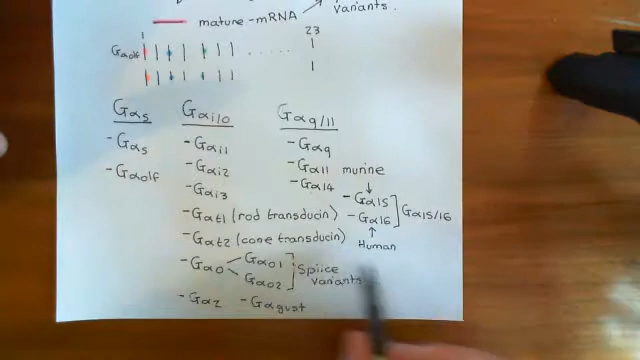 mature-mRNA
variants.
1
23
Gαolf
Gαs
Gαi/o
Gαq/11
- Gαs
- Gαolf
- Gαi1
- Gαi2
- Gαi3
- Gαt1 (rod transducin)
- Gαt2 (cone transducin)
- Gαo
Gαo1
Gαo2
Splice
variants
- Gαz
- Gαgust
- Gαq
- Gα11
- Gα14
murine
- Gα15
- Gα16
Gα15/16
Human